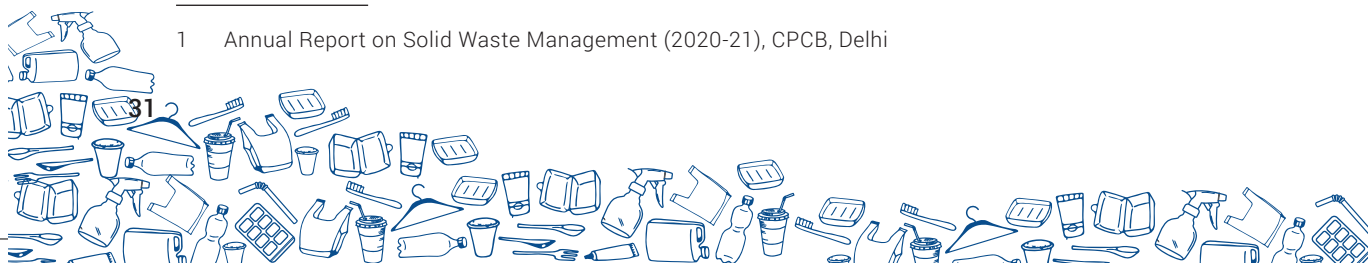 1 Annual Report on Solid Waste Management (2020-21), CPCB, Delhi
31